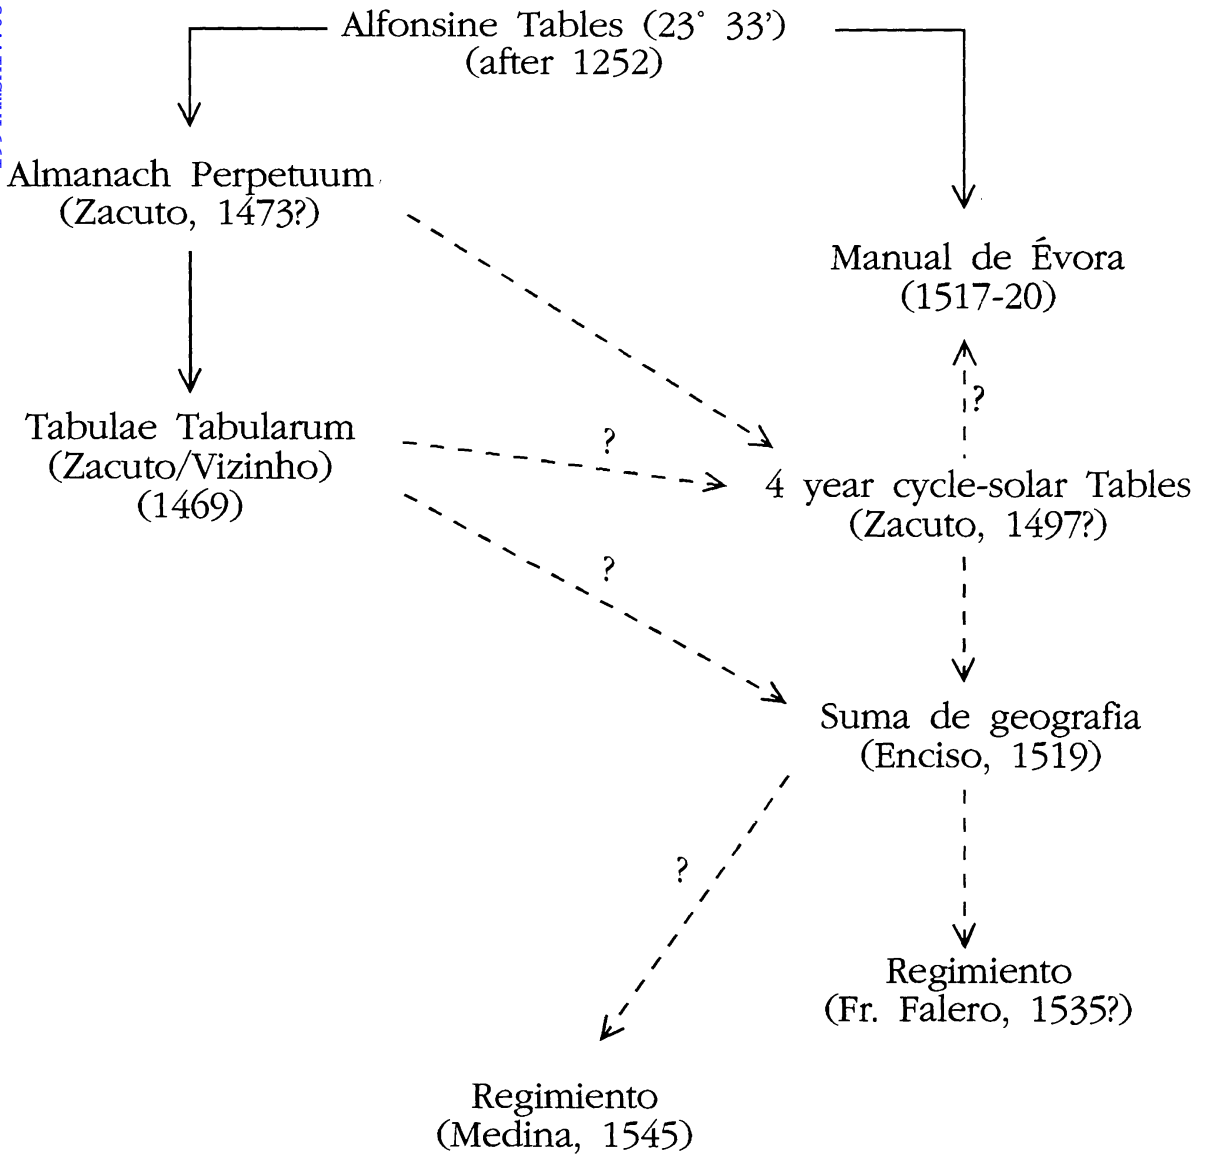 Alfonsine Tables (23° 33’)
(after 1252)
Almanach Perpetuum
(Zacuto, 1473?)
Manual de Évora
(1517-20)
?
Tabulae Tabularum
(Zacuto/Vizinho)
(1469)
?
4 year cycle-solar Tables
(Zacuto, 1497?)
?
Suma de geografia
(Enciso, 1519)
?
Regimiento
(Fr. Falero, 1535?)
Regimiento
(Medina, 1545)